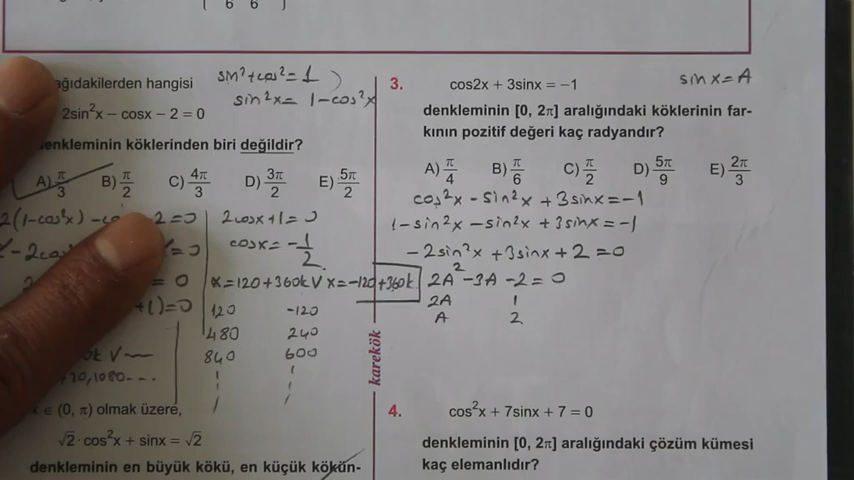 6 6
ağıdakilerden hangisi
sin²+cos²=1
sin²x= 1-cos²x
2sin²x – cosx – 2 = 0
enkleminin köklerinden biri değildir?
A) π/3 B) π/2 C) 4π/3 D) 3π/2 E) 5π/2
2(1-cos²x) 2=0
2cosx+1=0
cosx= -1/2
= 0
x=120+360k V x=-120+360k
120 -120
480 240
840 600
x ∈ (0, π) olmak üzere,
√2 · cos²x + sinx = √2
denkleminin en büyük kökü, en küçük kökün-
karekök
3. cos2x + 3sinx = –1
sinx=A
denkleminin [0, 2π] aralığındaki köklerinin far-
kının pozitif değeri kaç radyandır?
A) π/4 B) π/6 C) π/2 D) 5π/9 E) 2π/3
cos²x - sin²x + 3sinx = -1
1-sin²x -sin²x +3sinx = -1
-2sin²x +3sinx +2 =0
2A² -3A -2 = 0
2A 1
A 2
4. cos²x + 7sinx + 7 = 0
denkleminin [0, 2π] aralığındaki çözüm kümesi
kaç elemanlıdır?